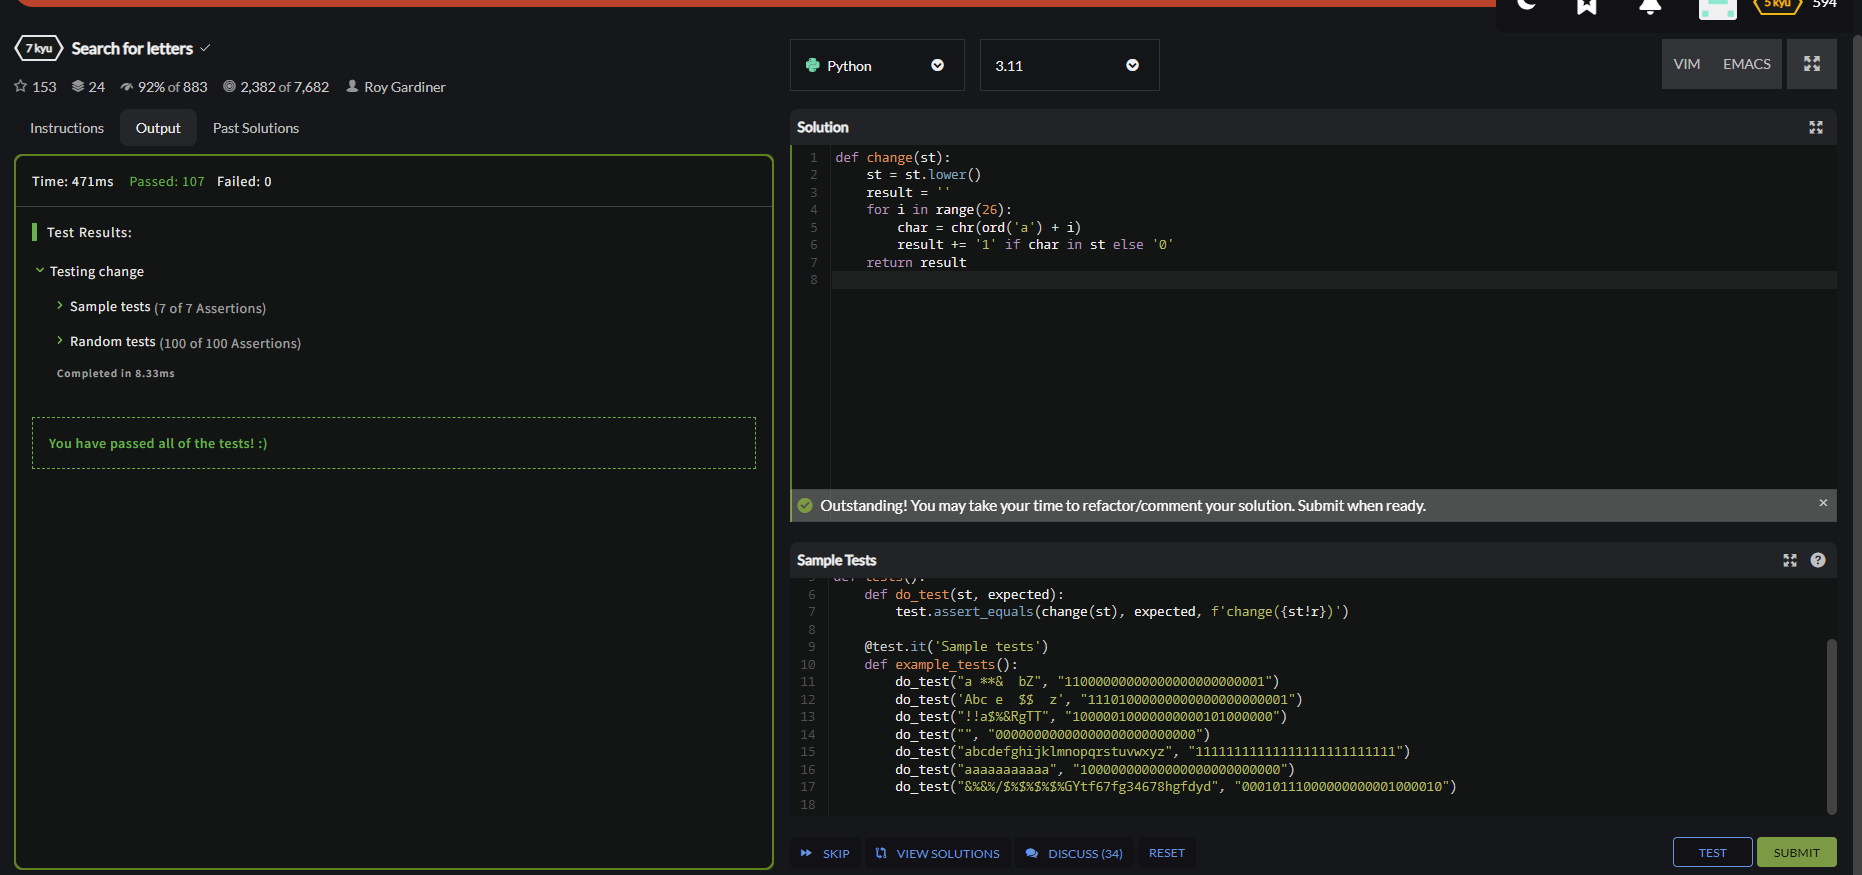 5 kyu 594
7 kyu Search for letters
153 24 92% of 883 2,382 of 7,682 Roy Gardiner
Instructions Output Past Solutions
Time: 471ms Passed: 107 Failed: 0
Test Results:
Testing change
Sample tests (7 of 7 Assertions)
Random tests (100 of 100 Assertions)
Completed in 8.33ms
You have passed all of the tests! :)
Python 3.11 VIM EMACS
Solution
1 def change(st):
2 st = st.lower()
3 result = ''
4 for i in range(26):
5 char = chr(ord('a') + i)
6 result += '1' if char in st else '0'
7 return result
8
Outstanding! You may take your time to refactor/comment your solution. Submit when ready. ×
Sample Tests ?
5 def tests():
6 def do_test(st, expected):
7 test.assert_equals(change(st), expected, f'change({st!r})')
8
9 @test.it('Sample tests')
10 def example_tests():
11 do_test("a **&  bZ", "11000000000000000000000001")
12 do_test('Abc e  $$  z', "11101000000000000000000001")
13 do_test("!!a$%&RgTT", "10000010000000000101000000")
14 do_test("", "00000000000000000000000000")
15 do_test("abcdefghijklmnopqrstuvwxyz", "11111111111111111111111111")
16 do_test("aaaaaaaaaaa", "10000000000000000000000000")
17 do_test("&%&%/$%$%$%$%GYtf67fg34678hgfdyd", "00010111000000000001000010")
18
SKIP VIEW SOLUTIONS DISCUSS (34) RESET TEST SUBMIT